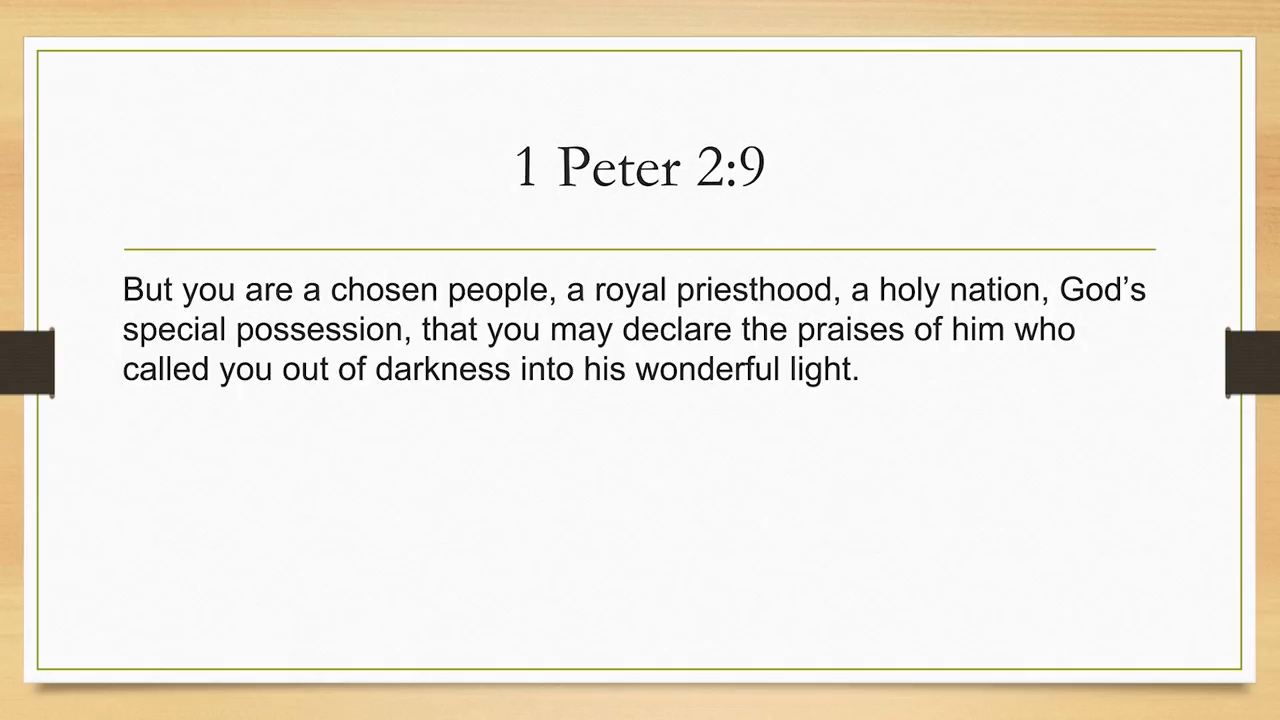 1 Peter 2:9
But you are a chosen people, a royal priesthood, a holy nation, God’s
special possession, that you may declare the praises of him who
called you out of darkness into his wonderful light.